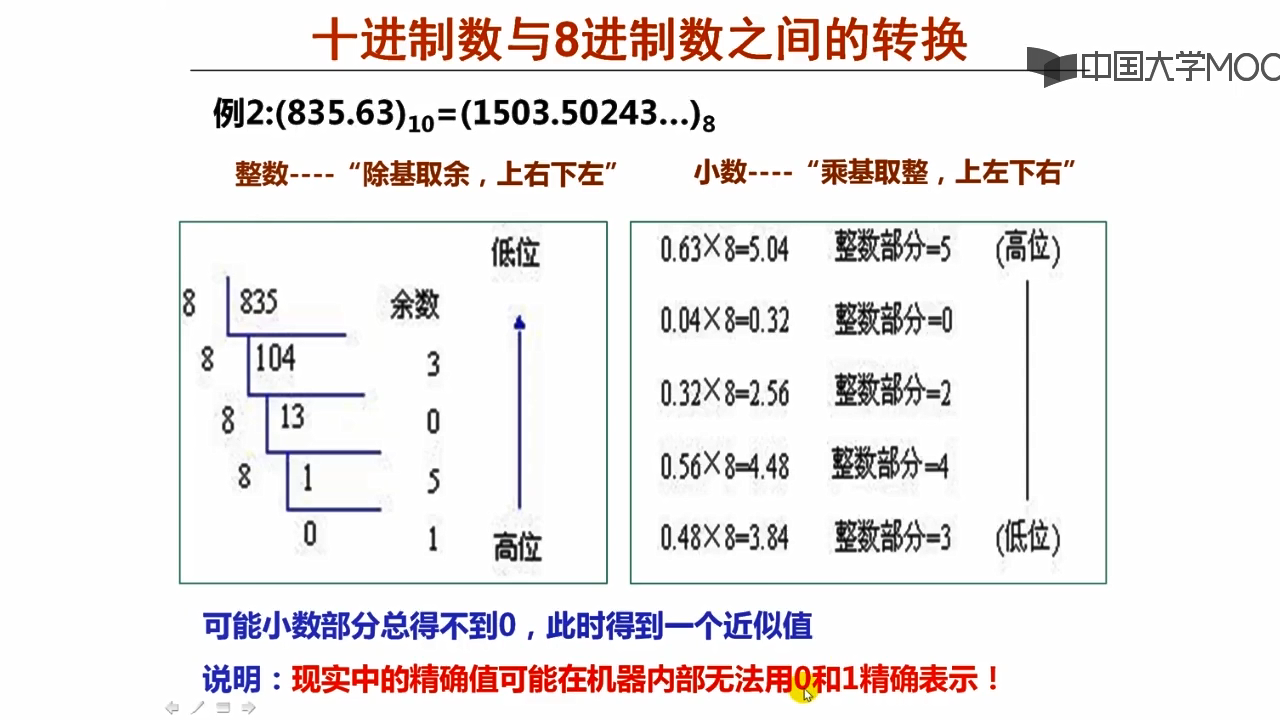 十进制数与8进制数之间的转换
中国大学MOO
例2:(835.63)10=(1503.50243...)8
整数----“除基取余，上右下左”
小数----“乘基取整，上左下右”
低位
8 835 余数
8 104 3
8 13 0
8 1 5
0 1 高位
0.63×8=5.04 整数部分=5 (高位)
0.04×8=0.32 整数部分=0
0.32×8=2.56 整数部分=2
0.56×8=4.48 整数部分=4
0.48×8=3.84 整数部分=3 (低位)
可能小数部分总得不到0，此时得到一个近似值
说明：现实中的精确值可能在机器内部无法用0和1精确表示！